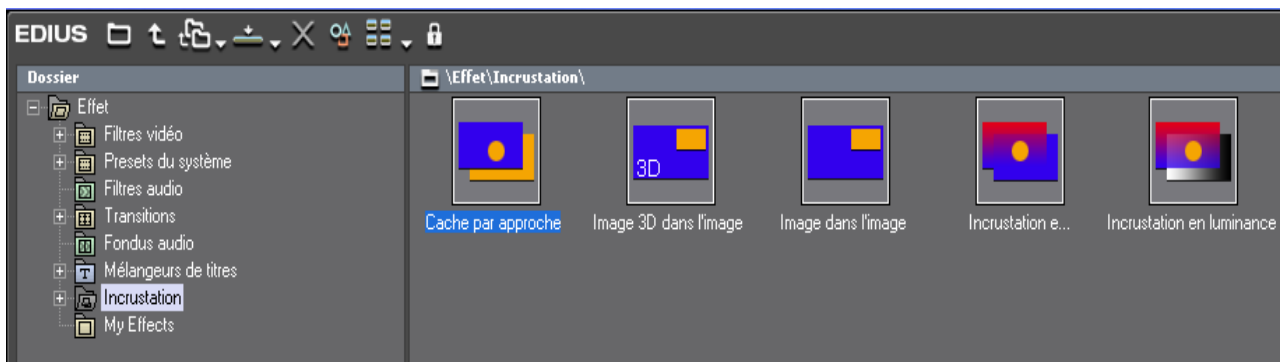 EDIUS
Dossier
\Effet\Incrustation\
Effet
Filtres vidéo
Presets du système
Filtres audio
Transitions
Fondus audio
T Mélangeurs de titres
Incrustation
My Effects
3D
Cache par approche
Image 3D dans l'image
Image dans l'image
Incrustation e...
Incrustation en luminance